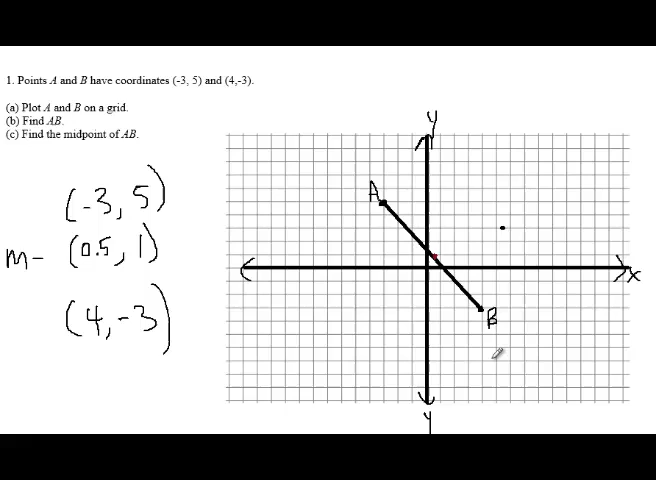 1. Points A and B have coordinates (-3, 5) and (4,-3).
(a) Plot A and B on a grid.
(b) Find AB.
(c) Find the midpoint of AB.
(-3, 5)
m- (0.5, 1)
(4, -3)
y
A
x
B
y